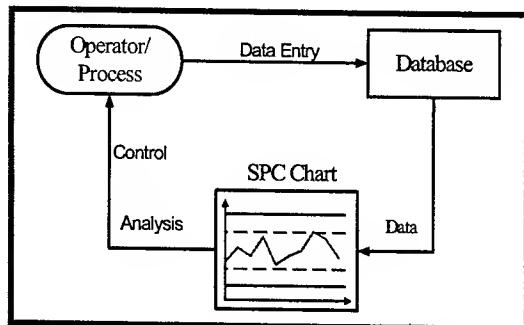 Operator/
Process
Data Entry
Database
Control
SPC Chart
Analysis
Data